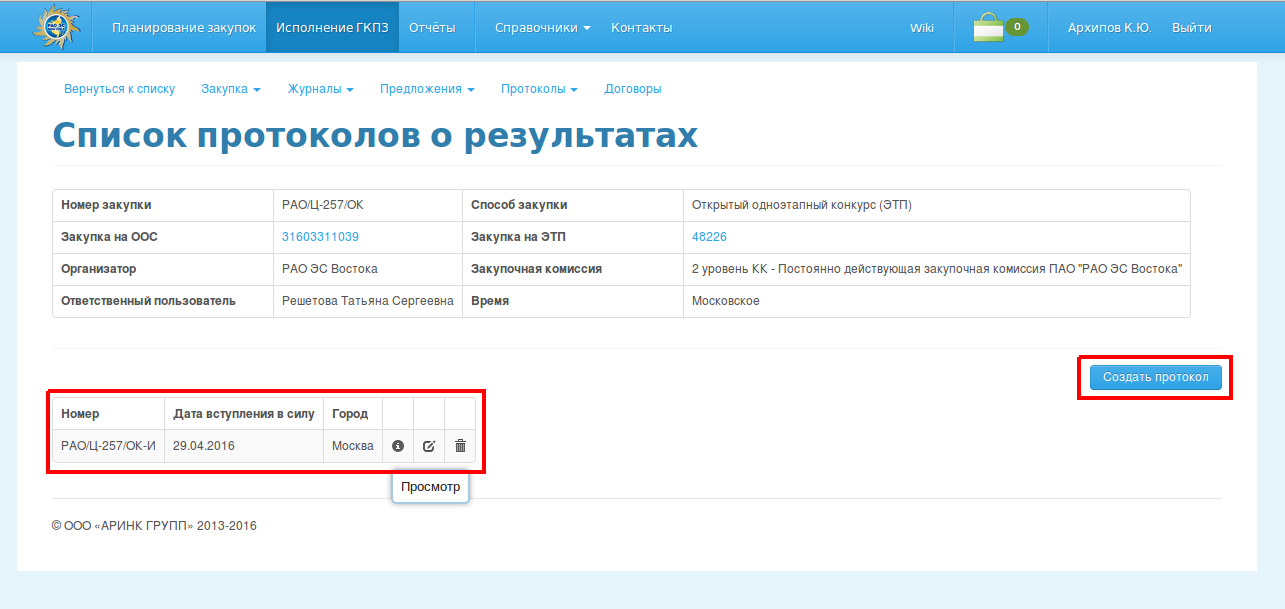 РАО ЭС Планирование закупок Исполнение ГКПЗ Отчёты Справочники Контакты Wiki 0 Архипов К.Ю. Выйти
Вернуться к списку Закупка Журналы Предложения Протоколы Договоры
Список протоколов о результатах
Номер закупки РАО/Ц-257/ОК Способ закупки Открытый одноэтапный конкурс (ЭТП)
Закупка на ООС 31603311039 Закупка на ЭТП 48226
Организатор РАО ЭС Востока Закупочная комиссия 2 уровень КК - Постоянно действующая закупочная комиссия ПАО "РАО ЭС Востока"
Ответственный пользователь Решетова Татьяна Сергеевна Время Московское
Создать протокол
Номер Дата вступления в силу Город
РАО/Ц-257/ОК-И 29.04.2016 Москва
Просмотр
© ООО «АРИНК ГРУПП» 2013-2016